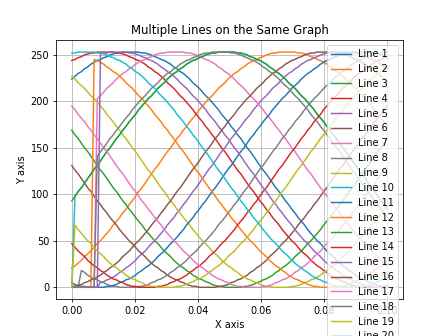 Multiple Lines on the Same Graph
Y axis
250
200
150
100
50
0
0.00
0.02
0.04
0.06
X axis
Line 1
Line 2
Line 3
Line 4
Line 5
Line 6
Line 7
Line 8
Line 9
Line 10
Line 11
Line 12
Line 13
Line 14
Line 15
Line 16
Line 17
Line 18
Line 19